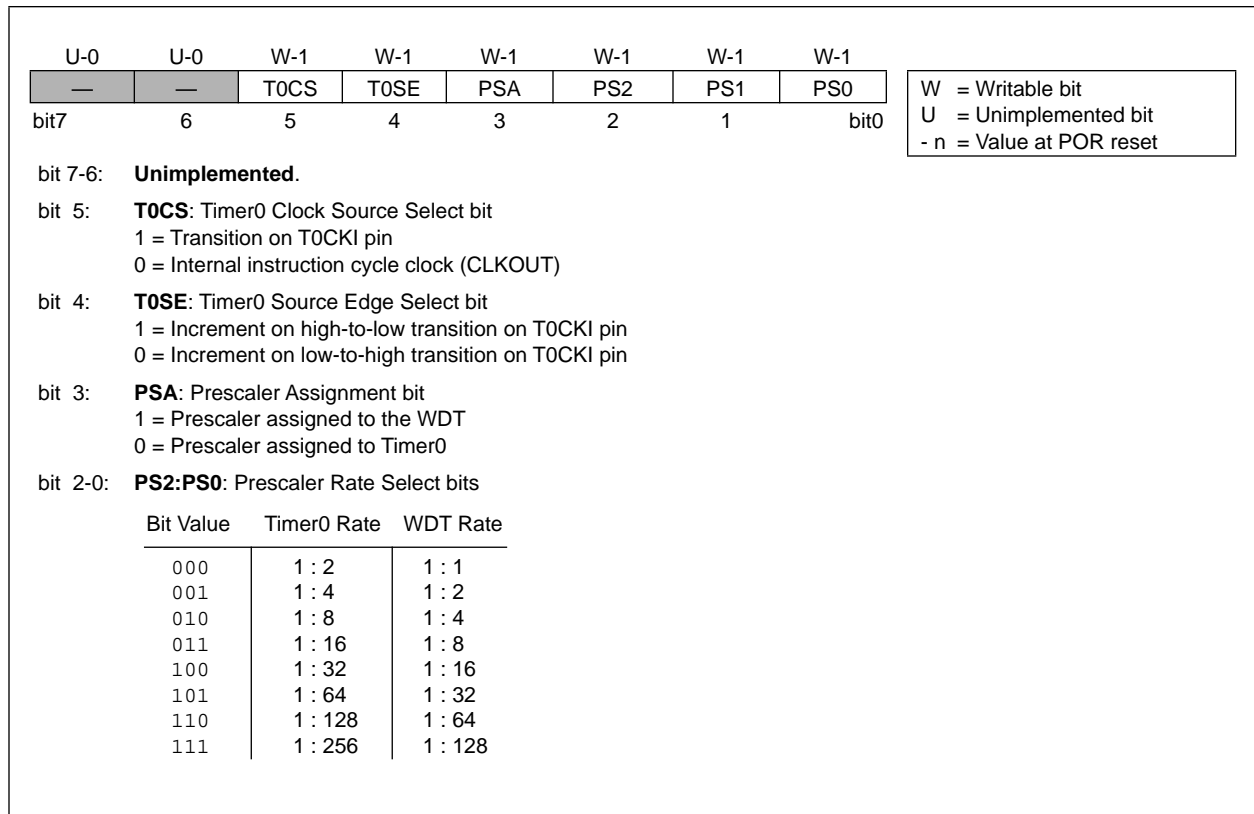 U-0 U-0 W-1 W-1 W-1 W-1 W-1 W-1
— — T0CS T0SE PSA PS2 PS1 PS0
bit7 6 5 4 3 2 1 bit0
W = Writable bit
U = Unimplemented bit
- n = Value at POR reset
bit 7-6: Unimplemented.
bit 5: T0CS: Timer0 Clock Source Select bit
1 = Transition on T0CKI pin
0 = Internal instruction cycle clock (CLKOUT)
bit 4: T0SE: Timer0 Source Edge Select bit
1 = Increment on high-to-low transition on T0CKI pin
0 = Increment on low-to-high transition on T0CKI pin
bit 3: PSA: Prescaler Assignment bit
1 = Prescaler assigned to the WDT
0 = Prescaler assigned to Timer0
bit 2-0: PS2:PS0: Prescaler Rate Select bits
Bit Value Timer0 Rate WDT Rate
000 1 : 2 1 : 1
001 1 : 4 1 : 2
010 1 : 8 1 : 4
011 1 : 16 1 : 8
100 1 : 32 1 : 16
101 1 : 64 1 : 32
110 1 : 128 1 : 64
111 1 : 256 1 : 128